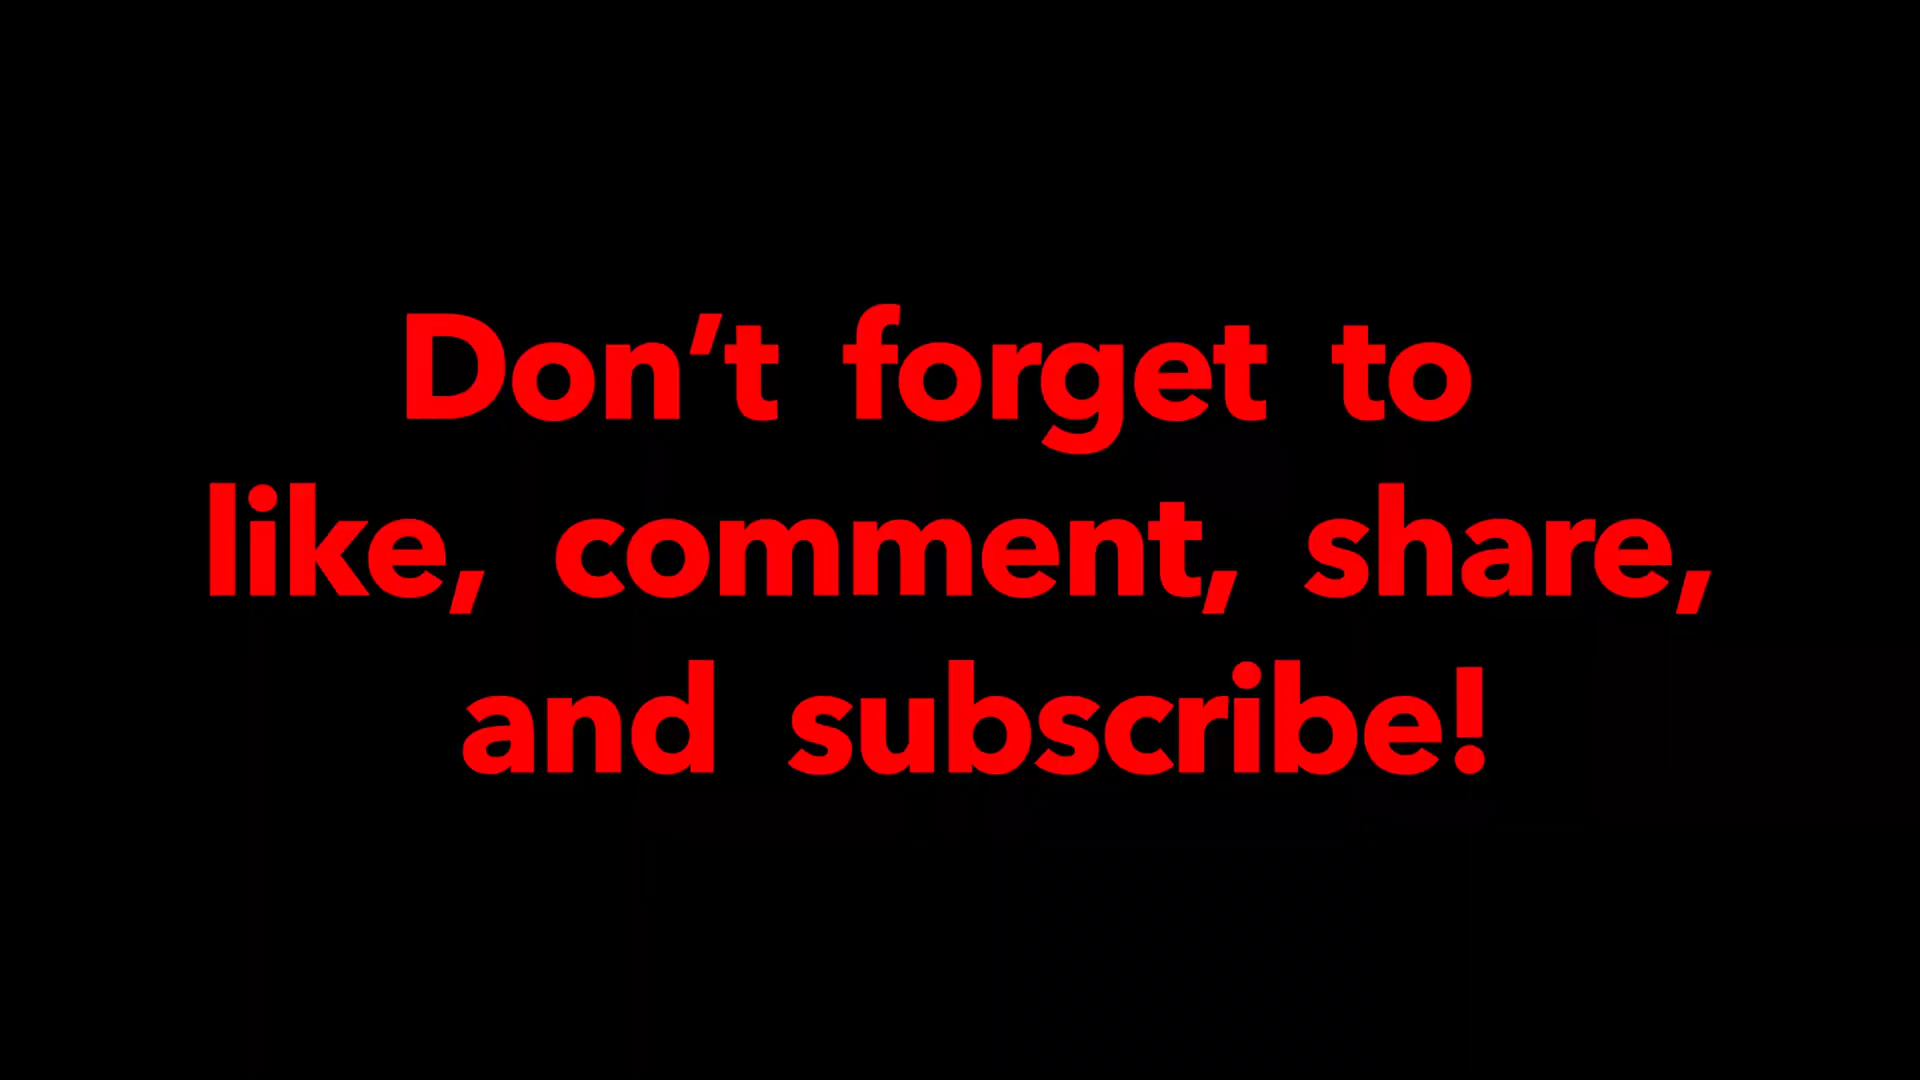 Don’t forget to
like, comment, share,
and subscribe!